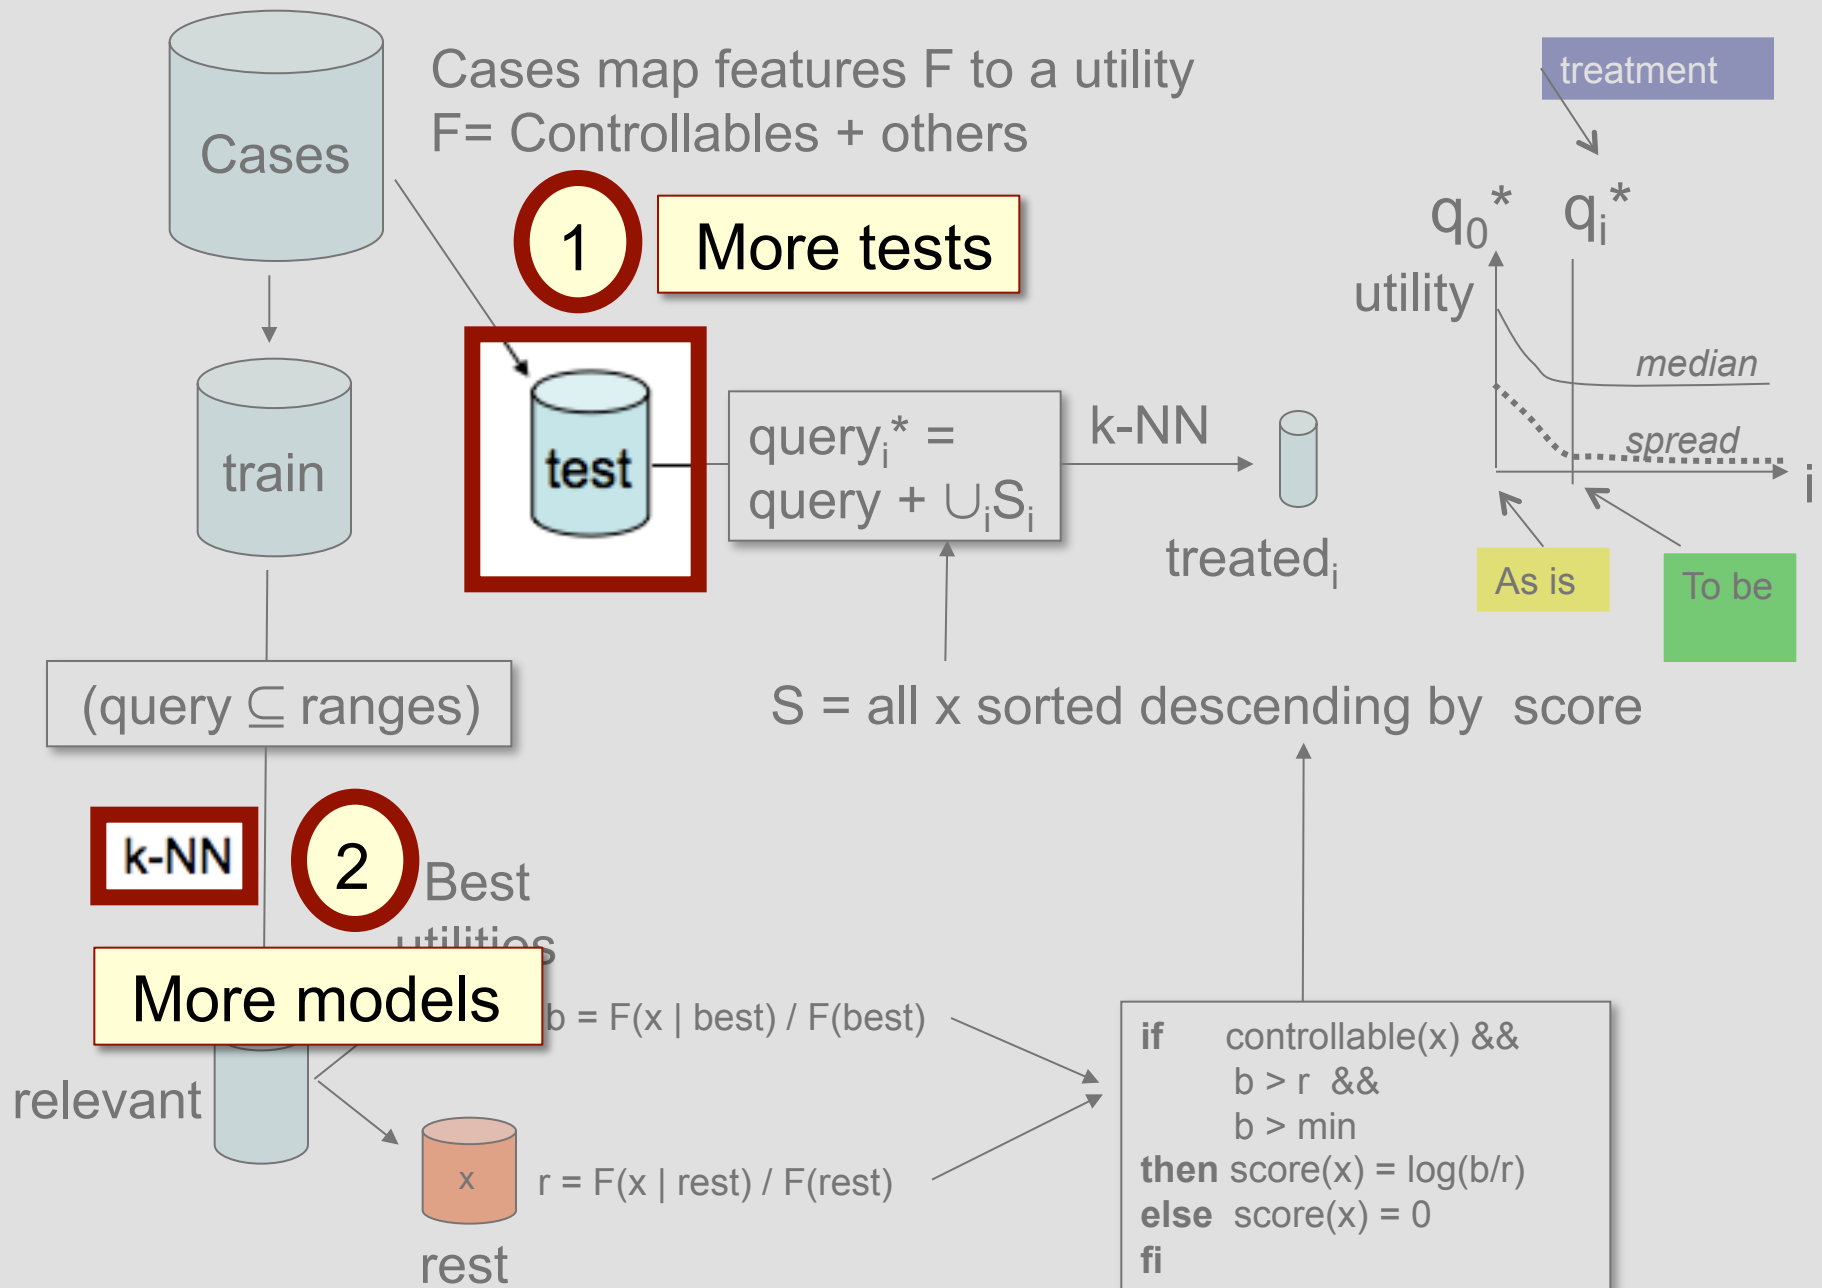 Cases
Cases map features F to a utility
F= Controllables + others
treatment
1
More tests
q0* qi*
utility
median
spread
i
As is
To be
train
test
queryi* =
query + ∪iSi
k-NN
treatedi
(query ⊆ ranges)
S = all x sorted descending by score
k-NN
2
Best
utilities
More models
b = F(x | best) / F(best)
relevant
x
r = F(x | rest) / F(rest)
rest
if controllable(x) &&
b > r &&
b > min
then score(x) = log(b/r)
else score(x) = 0
fi